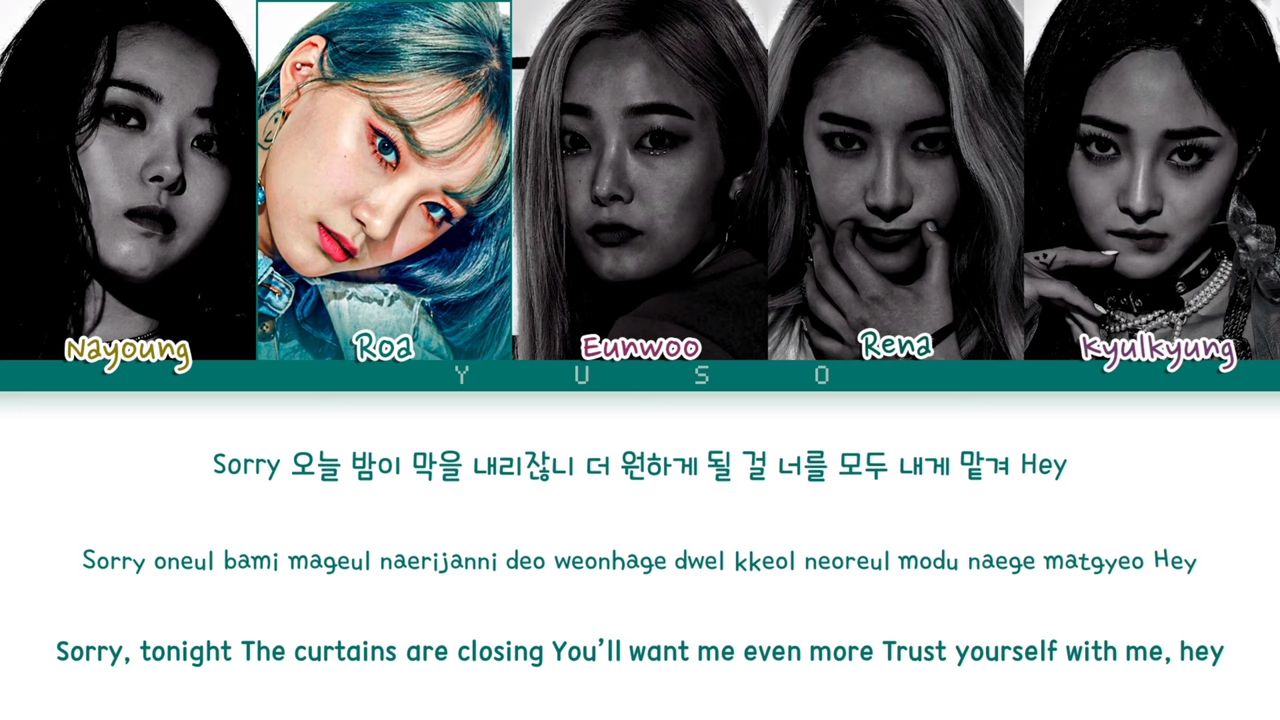 Nayoung Roa Eunwoo Rena Kyulkyung
Y U S O
Sorry 오늘 밤이 막을 내리잖니 더 원하게 될 걸 너를 모두 내게 맡겨 Hey
Sorry oneul bami mageul naerijanni deo weonhage dwel kkeol neoreul modu naege matgyeo Hey
Sorry, tonight The curtains are closing You’ll want me even more Trust yourself with me, hey